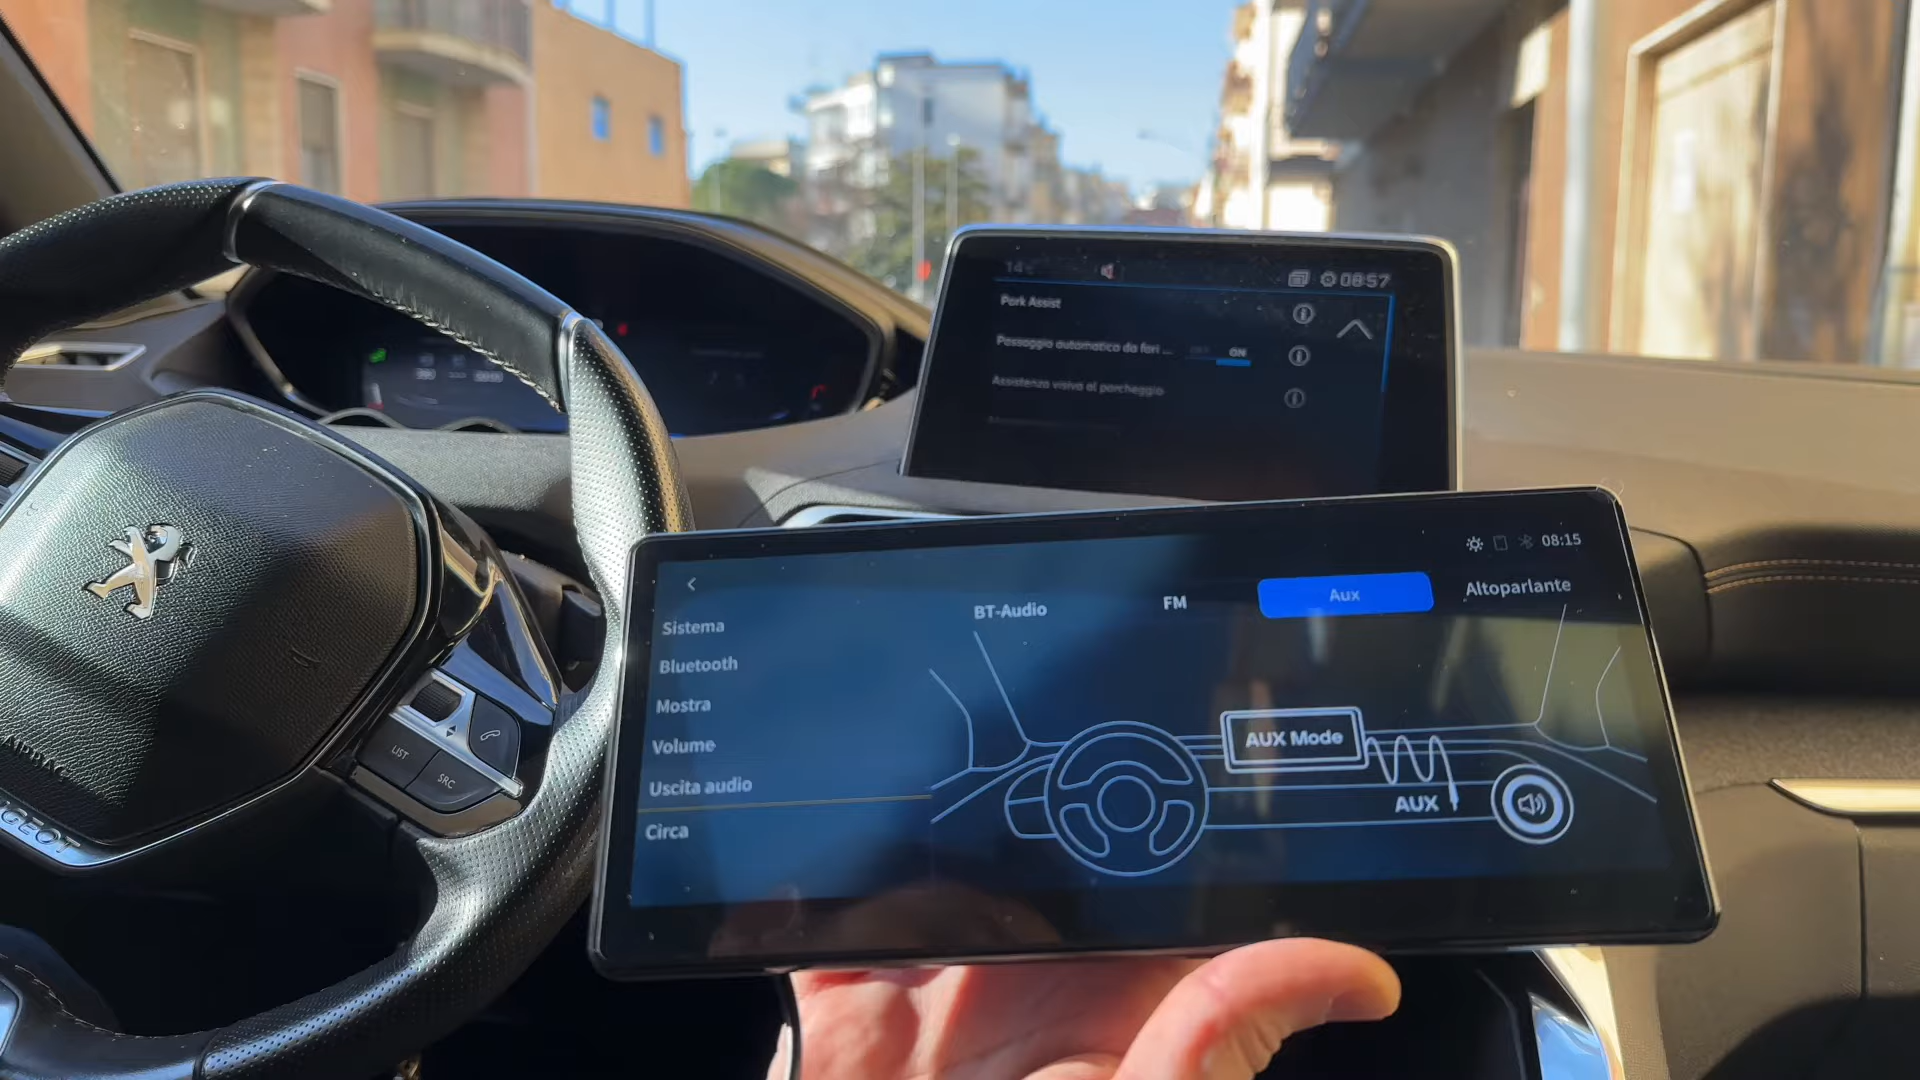 14
08:57
Park Assist
Passaggio automatico da fari ...
ON
Assistenza visiva al parcheggio
08:15
BT-Audio
FM
Aux
Altoparlante
Sistema
Bluetooth
Mostra
Volume
Uscita audio
Circa
AUX Mode
AUX
LIST
SRC
AIRBAG